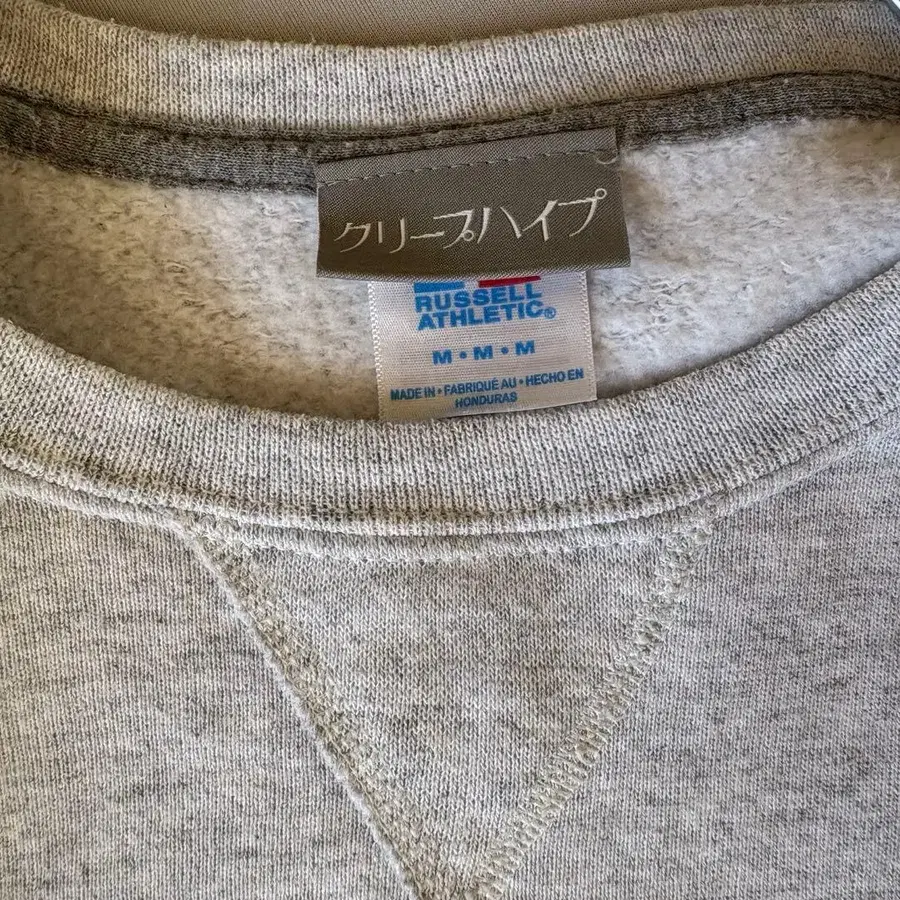 クリープハイプ
RUSSELL
ATHLETIC®
M • M • M
MADE IN • FABRIQUÉ AU • HECHO EN
HONDURAS